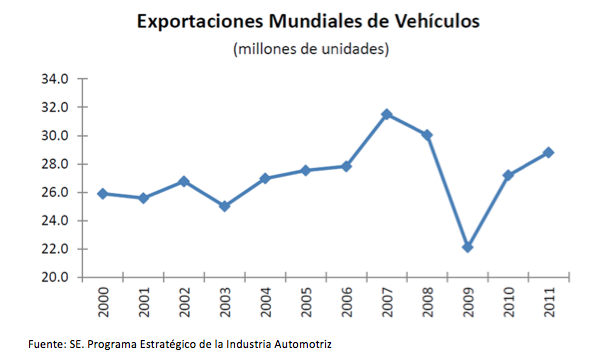 Exportaciones Mundiales de Vehículos
(millones de unidades)
34.0
32.0
30.0
28.0
26.0
24.0
22.0
20.0
2000 2001 2002 2003 2004 2005 2006 2007 2008 2009 2010 2011
Fuente: SE. Programa Estratégico de la Industria Automotriz